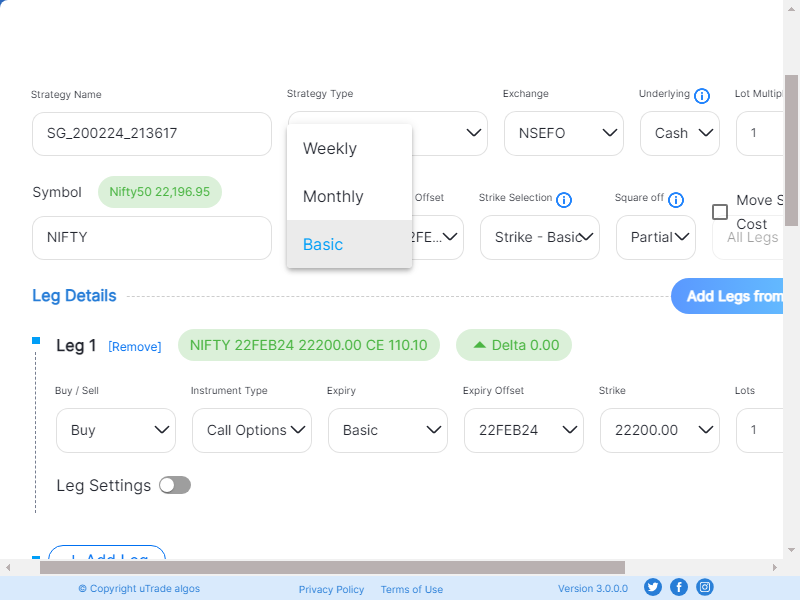 Strategy Name
Strategy Type
Exchange
Underlying
Lot Multipl
SG_200224_213617
NSEFO
Cash
1
Weekly
Monthly
Basic
Symbol
Nifty50 22,196.95
Offset
Strike Selection
Square off
Move S
Cost
NIFTY
2FE...
Strike - Basic
Partial
All Legs
Leg Details
Add Legs from
Leg 1
[Remove]
NIFTY 22FEB24 22200.00 CE 110.10
Delta 0.00
Buy / Sell
Instrument Type
Expiry
Expiry Offset
Strike
Lots
Buy
Call Options
Basic
22FEB24
22200.00
1
Leg Settings
+ Add Leg
© Copyright uTrade algos
Privacy Policy
Terms of Use
Version 3.0.0.0